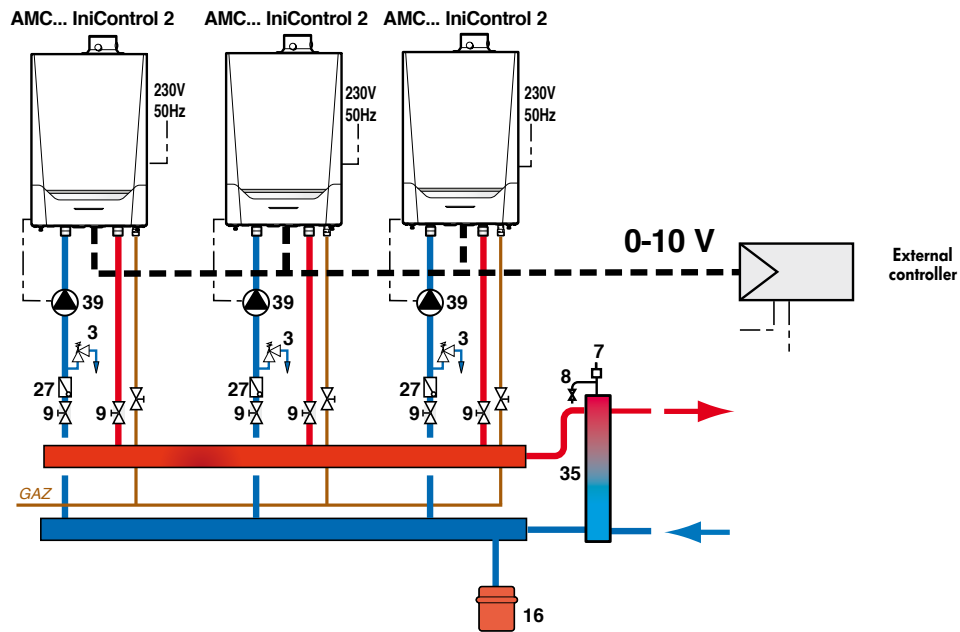 AMC... IniControl 2
AMC... IniControl 2
AMC... IniControl 2
230V
50Hz
230V
50Hz
230V
50Hz
0-10 V
External
controller
39
39
39
3
3
3
7
8
27
27
27
9
9
9
9
9
9
35
GAZ
16